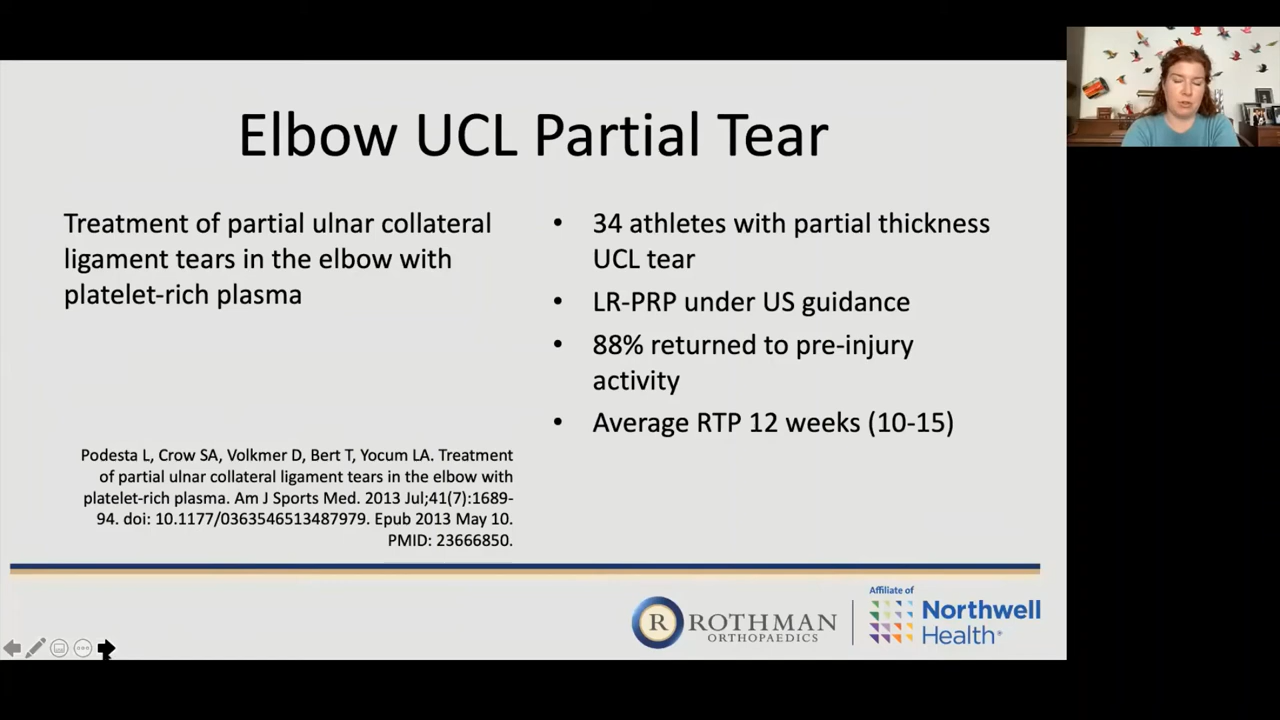 Elbow UCL Partial Tear
Treatment of partial ulnar collateral
ligament tears in the elbow with
platelet-rich plasma
• 34 athletes with partial thickness
UCL tear
• LR-PRP under US guidance
• 88% returned to pre-injury
activity
• Average RTP 12 weeks (10-15)
Podesta L, Crow SA, Volkmer D, Bert T, Yocum LA. Treatment
of partial ulnar collateral ligament tears in the elbow with
platelet-rich plasma. Am J Sports Med. 2013 Jul;41(7):1689-
94. doi: 10.1177/0363546513487979. Epub 2013 May 10.
PMID: 23666850.
R ROTHMAN
ORTHOPAEDICS
Affiliate of
Northwell
Health®